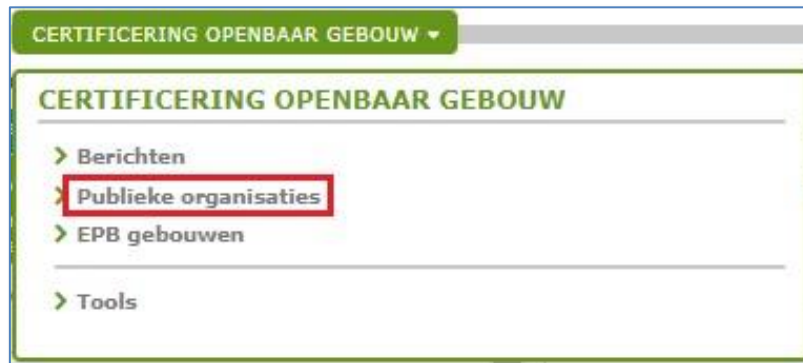 CERTIFICERING OPENBAAR GEBOUW
CERTIFICERING OPENBAAR GEBOUW
Berichten
Publieke organisaties
EPB gebouwen
Tools